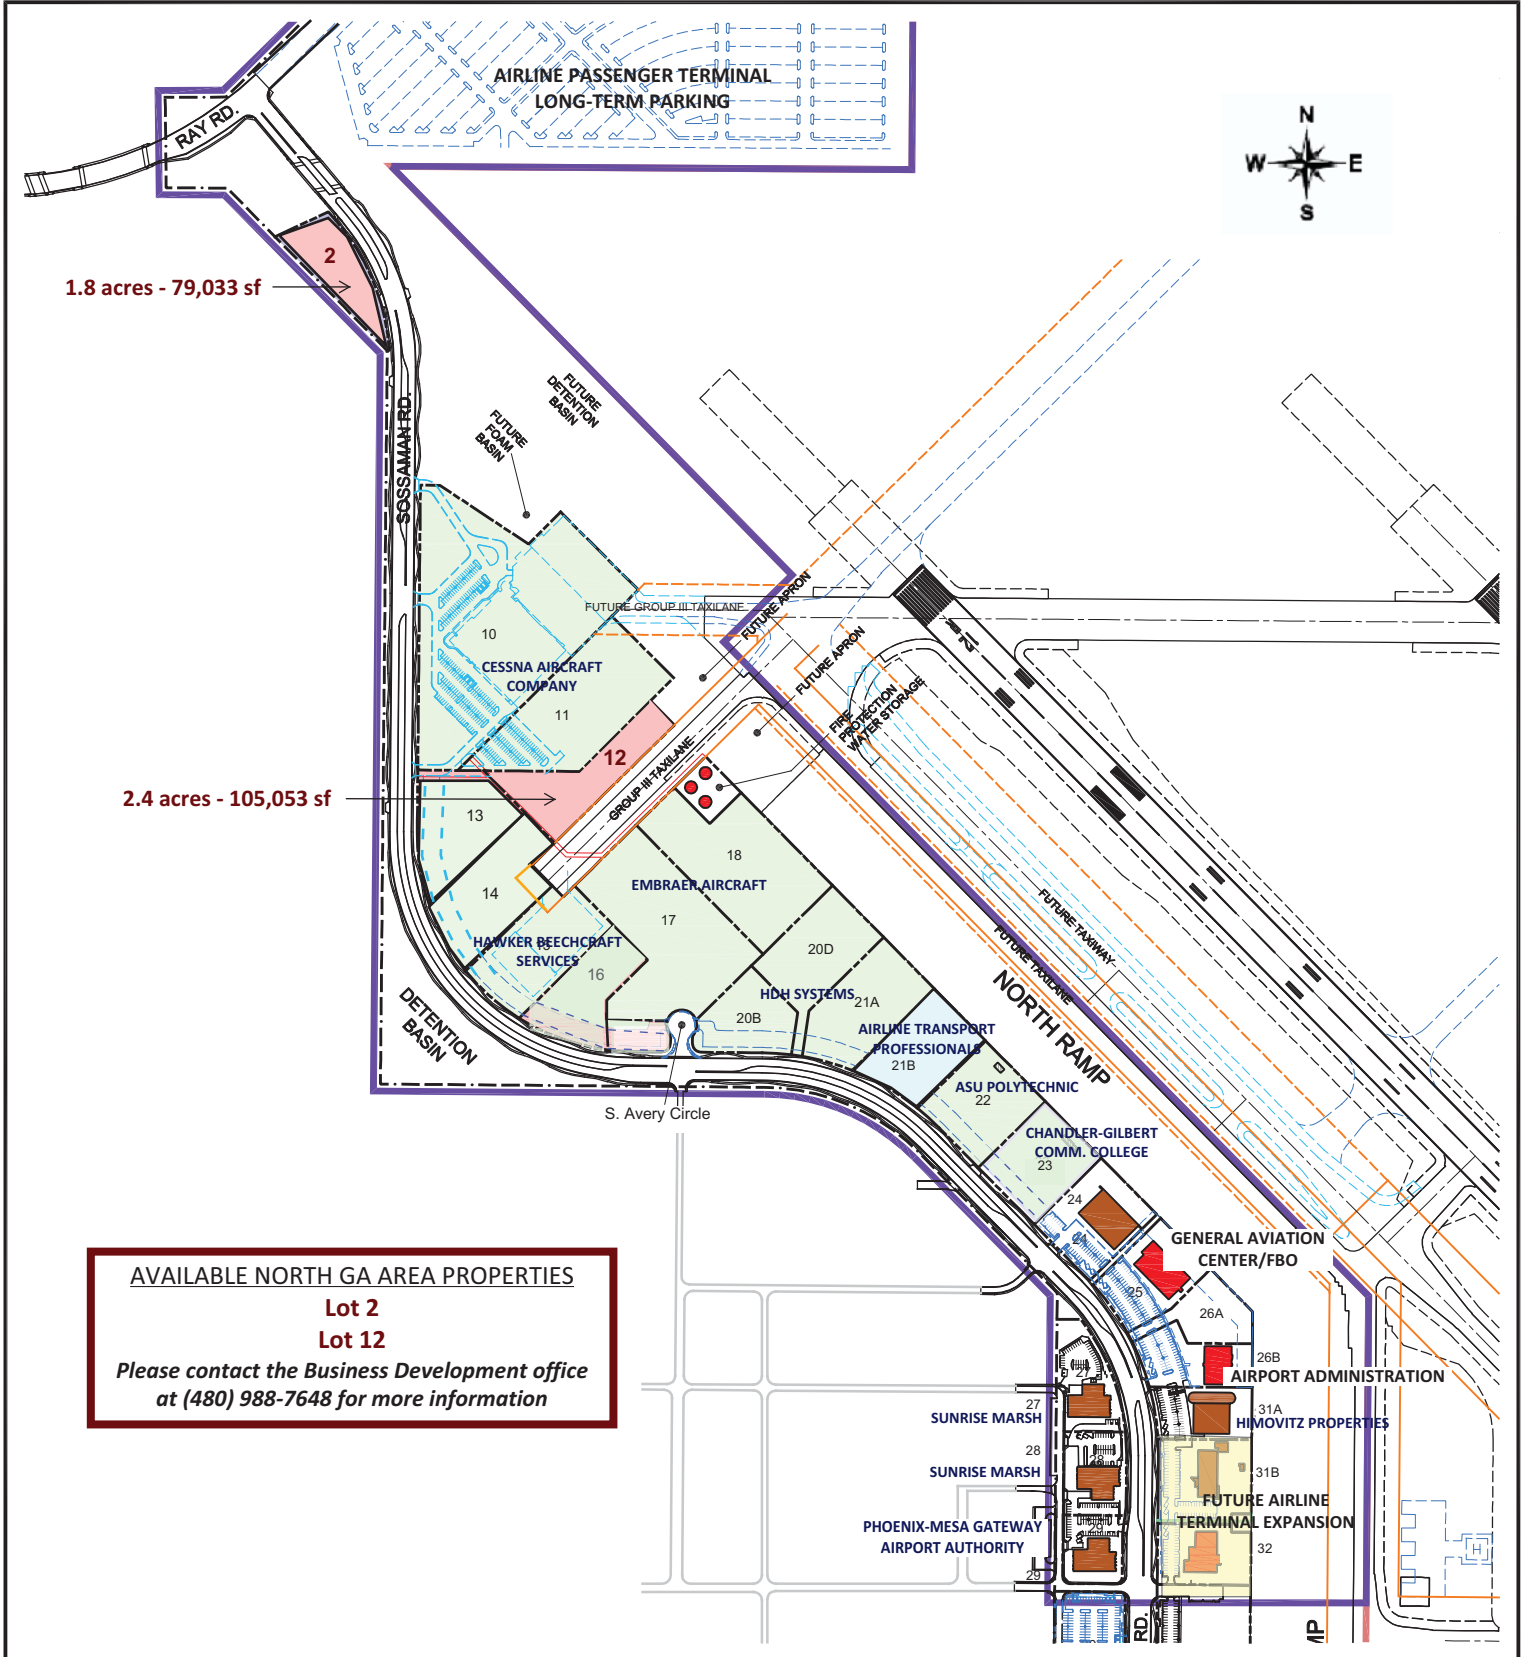 AIRLINE PASSENGER TERMINAL
LONG-TERM PARKING
N
W E
S
RAY RD.
2
1.8 acres - 79,033 sf
SOSSAMAN RD.
FUTURE
DETENTION
BASIN
FUTURE
FOAM
BASIN
FUTURE GROUP III TAXILANE
FUTURE APRON
FUTURE APRON
FIRE
PROTECTION
WATER STORAGE
10
CESSNA AIRCRAFT
COMPANY
11
12
GROUP III TAXILANE
2.4 acres - 105,053 sf
13
14
18
EMBRAER AIRCRAFT
17
HAWKER BEECHCRAFT
SERVICES
15
16
20D
HDH SYSTEMS
21A
20B
FUTURE TAXIWAY
FUTURE TAXILANE
NORTH RAMP
DETENTION
BASIN
AIRLINE TRANSPORT
PROFESSIONALS
21B
ASU POLYTECHNIC
22
S. Avery Circle
CHANDLER-GILBERT
COMM. COLLEGE
23
24
24
GENERAL AVIATION
CENTER/FBO
25
26A
26B
AIRPORT ADMINISTRATION
31A
HIMOVITZ PROPERTIES
27
27
SUNRISE MARSH
28
28
SUNRISE MARSH
31B
FUTURE AIRLINE
TERMINAL EXPANSION
PHOENIX-MESA GATEWAY
AIRPORT AUTHORITY
29
29
32
H
RD.
MP
AVAILABLE NORTH GA AREA PROPERTIES
Lot 2
Lot 12
Please contact the Business Development office
at (480) 988-7648 for more information